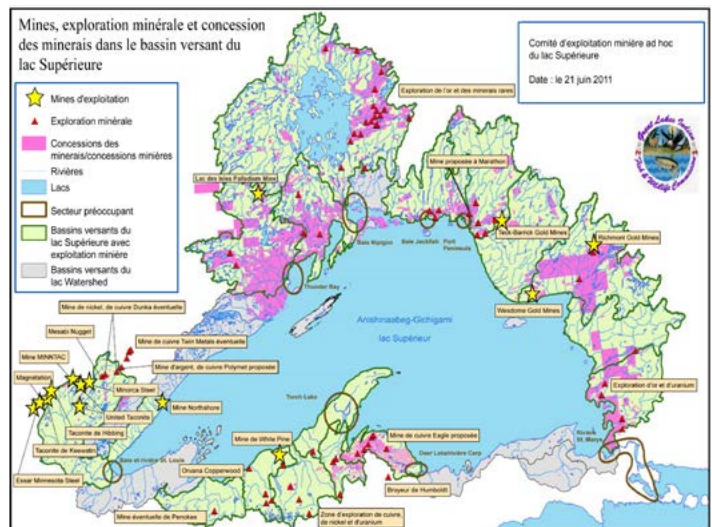 Mines, exploration minérale et concession
des minerais dans le bassin versant du
lac Supérieure
Comité d'exploitation minière ad hoc
du lac Supérieure
Date : le 21 juin 2011
Mines d'exploitation
Exploration minérale
Concessions des
minerais/concessions minières
Rivières
Lacs
Secteur préoccupant
Bassins versants du
lac Supérieure avec
exploitation minière
Bassins versants du
lac Watershed
Great Lakes Indian
Fish & Wildlife Commission
Exploration de l'or et des minerais rares
Mine proposée à Marathon
Lac des Isles Palladium Mine
Teck-Barrick Gold Mines
Richmont Gold Mines
Baie Nipigon
Baie Jackfish
Port
Peninsula
Thunder Bay
Wesdome Gold Mines
Anishinaabeg-Gichigami
lac Supérieur
Mine de nickel, de cuivre Dunka éventuelle
Mesabi Nugget
Mine de cuivre Twin Metals éventuelle
Mine MINNTAC
Mine d'argent, de cuivre Polymet proposée
Magnétation
Minorca Steel
United Taconite
Mine Northshore
Taconite de Hibbing
Taconite de Keewatin
Essar Minnesota Steel
Baie et rivière St. Louis
Torch Lake
Mine de White Pine
Mine de cuivre Eagle proposée
Orvana Copperwood
Mine éventuelle de Penokee
Broyeur de Humboldt
Zone d'exploration de cuivre,
de nickel et d'uranium
Exploration d'or et d'uranium
Rivière
St. Marys